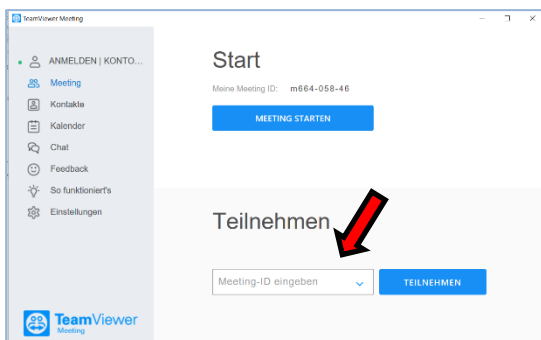 TeamViewer Meeting
ANMELDEN | KONTO...
Meeting
Kontakte
Kalender
Chat
Feedback
So funktioniert's
Einstellungen
TeamViewer
Meeting
Start
Meine Meeting ID: m664-058-46
MEETING STARTEN
Teilnehmen
Meeting-ID eingeben
TEILNEHMEN